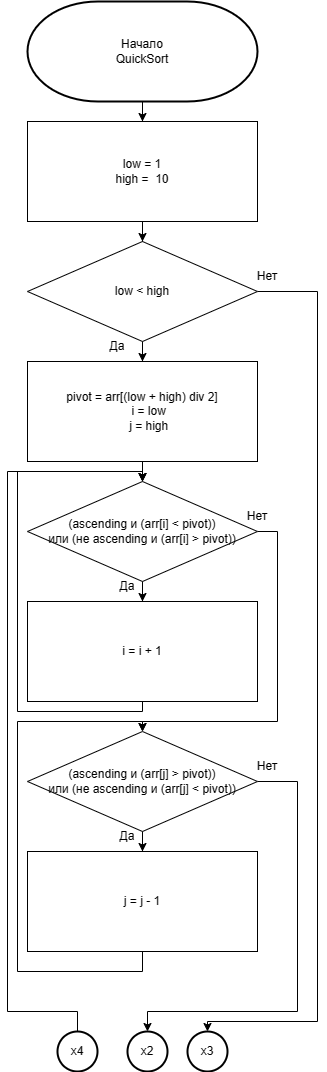 Начало
QuickSort
low = 1
high = 10
low < high
Нет
Да
pivot = arr[(low + high) div 2]
i = low
j = high
(ascending и (arr[i] < pivot))
или (не ascending и (arr[i] > pivot))
Нет
Да
i = i + 1
(ascending и (arr[j] > pivot))
или (не ascending и (arr[j] < pivot))
Нет
Да
j = j - 1
x4
x2
x3